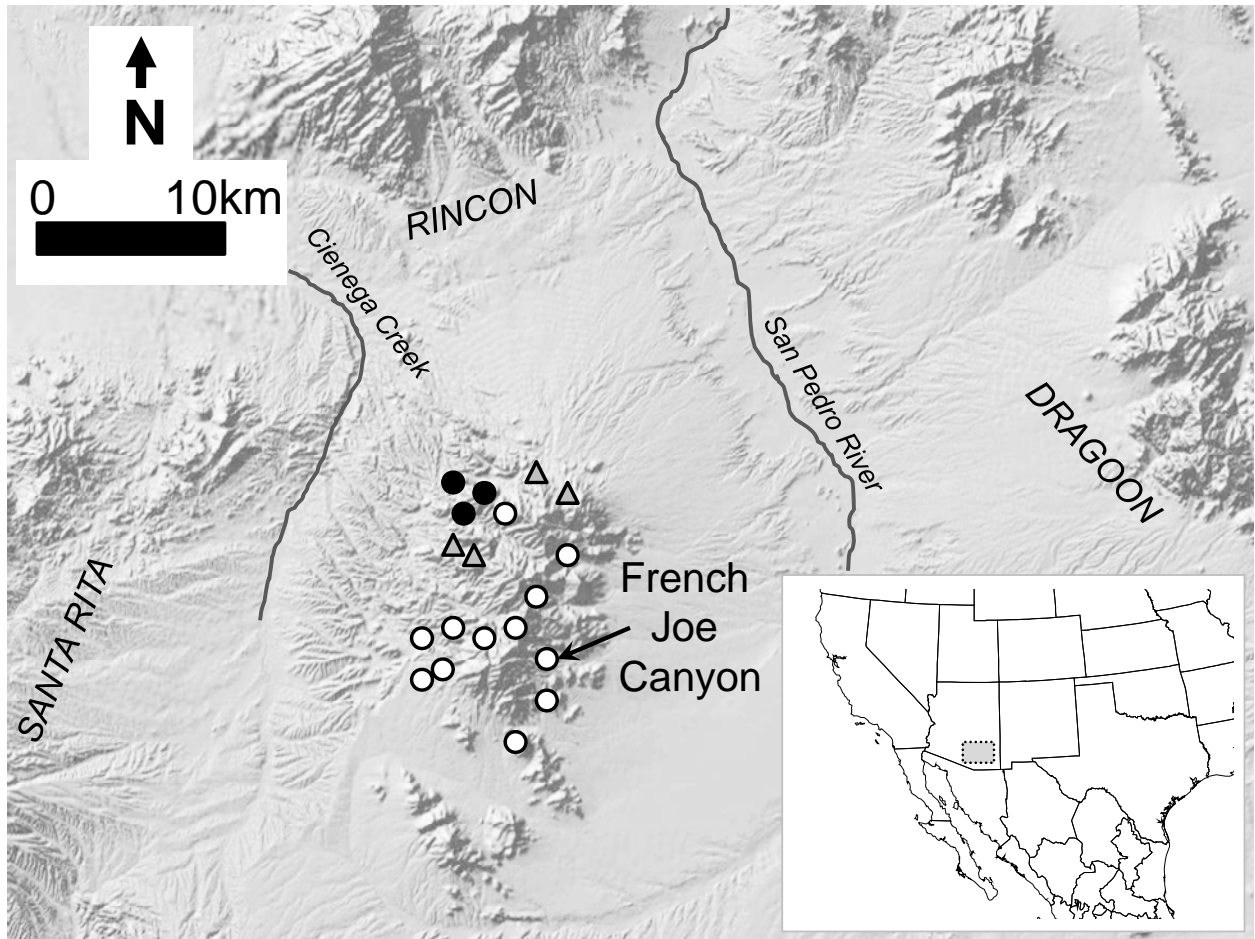 N
0 10km
RINCON
Cienega Creek
San Pedro River
DRAGOON
SANTA RITA
French
Joe
Canyon